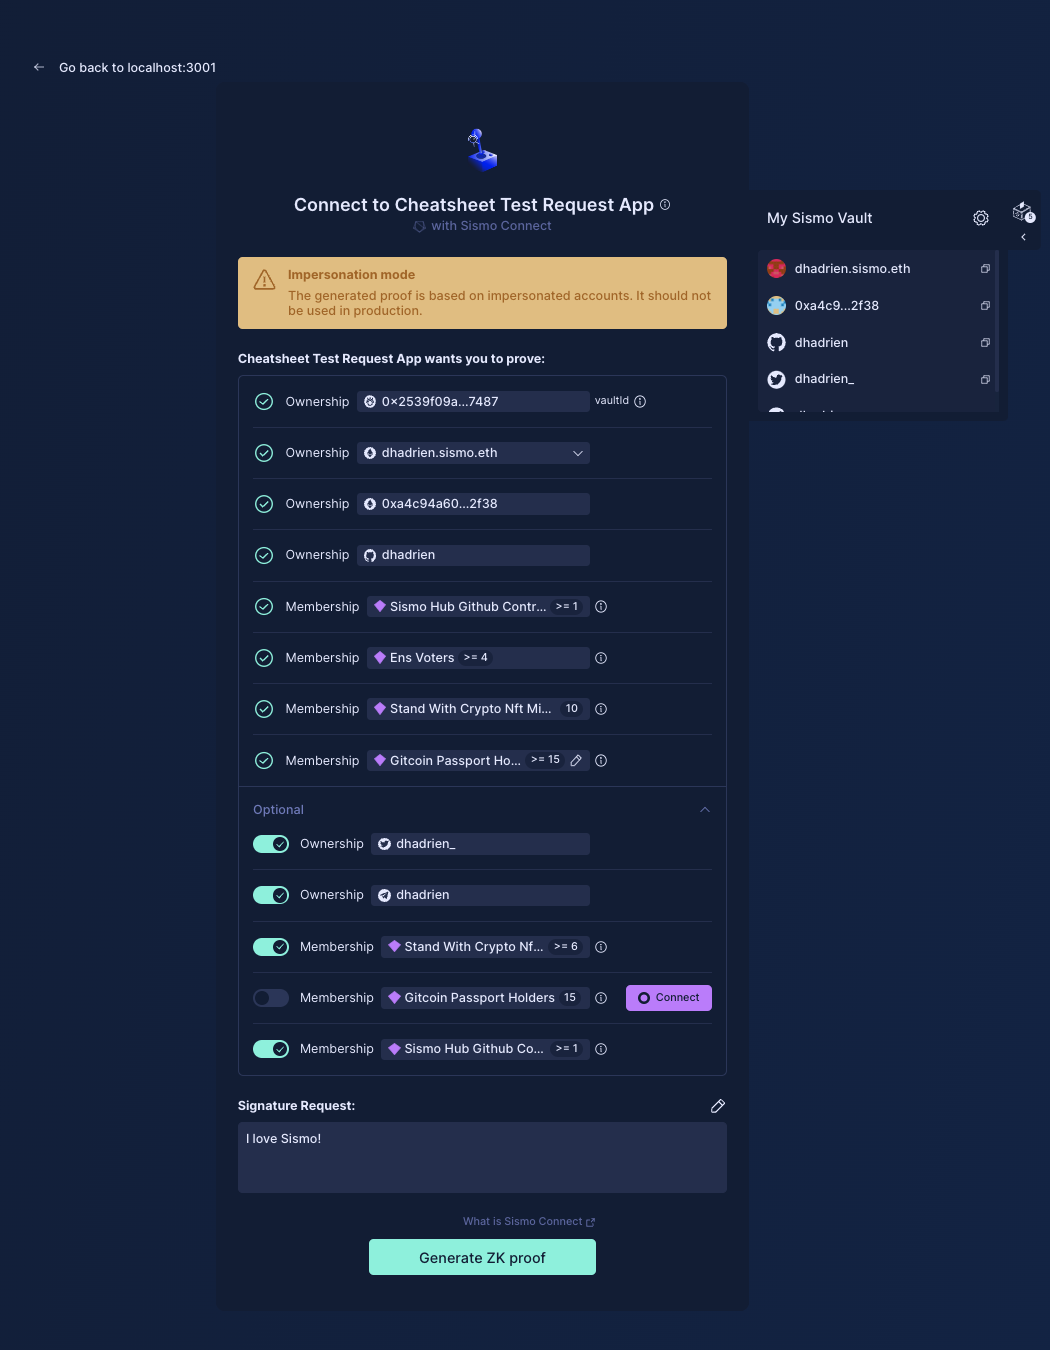 Go back to localhost:3001
Connect to Cheatsheet Test Request App
with Sismo Connect
My Sismo Vault
dhadrien.sismo.eth
0xa4c9...2f38
dhadrien
dhadrien_
Impersonation mode
The generated proof is based on impersonated accounts. It should not
be used in production.
Cheatsheet Test Request App wants you to prove:
Ownership 0x2539f09a...7487 vaultId
Ownership dhadrien.sismo.eth
Ownership 0xa4c94a60...2f38
Ownership dhadrien
Membership Sismo Hub Github Contr... >= 1
Membership Ens Voters >= 4
Membership Stand With Crypto Nft Mi... 10
Membership Gitcoin Passport Ho... >= 15
Optional
Ownership dhadrien_
Ownership dhadrien
Membership Stand With Crypto Nf... >= 6
Membership Gitcoin Passport Holders 15 Connect
Membership Sismo Hub Github Co... >= 1
Signature Request:
I love Sismo!
What is Sismo Connect
Generate ZK proof